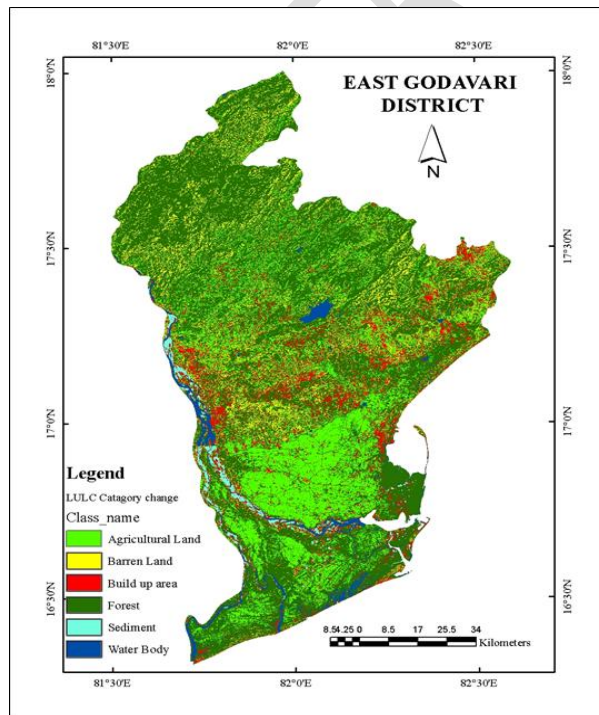 81°30'E 82°0'E 82°30'E
18°0'N 18°0'N
EAST GODAVARI
DISTRICT
N
17°30'N 17°30'N
17°0'N 17°0'N
Legend
LULC Catagory change
Class_name
Agricultural Land
Barren Land
Build up area
Forest
Sediment
Water Body
16°30'N 16°30'N
8.54.25 0 8.5 17 25.5 34
Kilometers
81°30'E 82°0'E 82°30'E